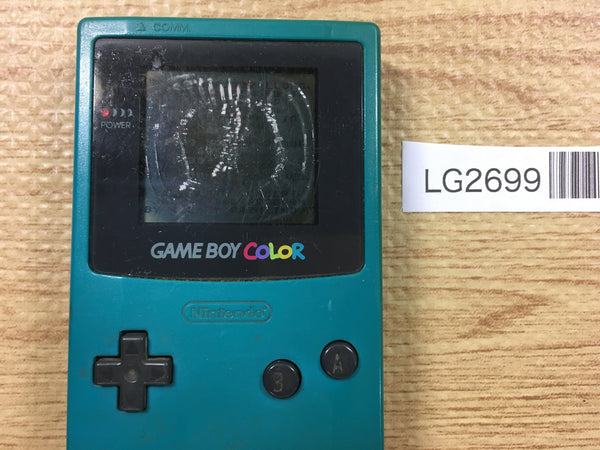 COMM.
POWER
LG2699
GAME BOY COLOR
Nintendo
A
B